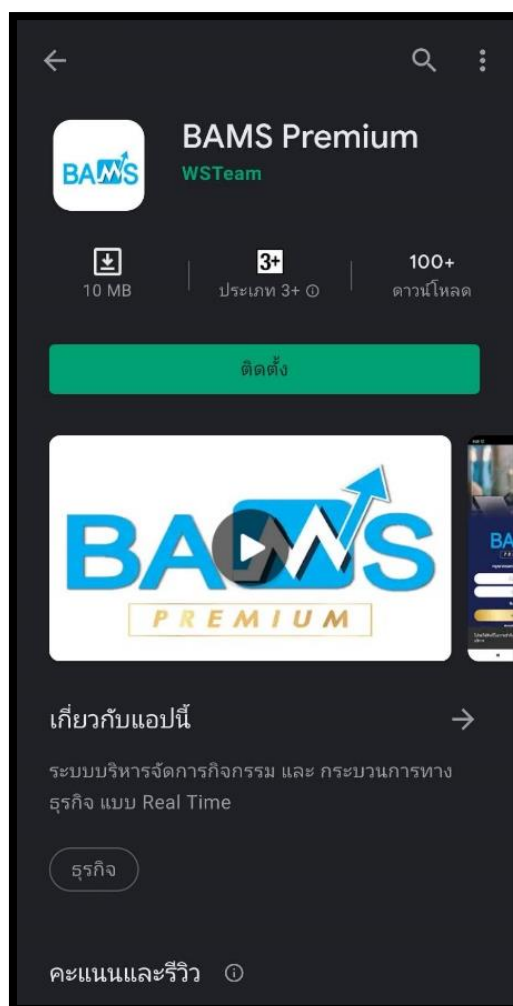 BAMS Premium
BAMS
WSTeam
3+
100+
10 MB
ประเภท 3+
ดาวน์โหลด
ติดตั้ง
BAMS
PREMIUM
BA
เกี่ยวกับแอปนี้
ระบบบริหารจัดการกิจกรรม และ กระบวนการทาง
ธุรกิจ แบบ Real Time
ธุรกิจ
คะแนนและรีวิว